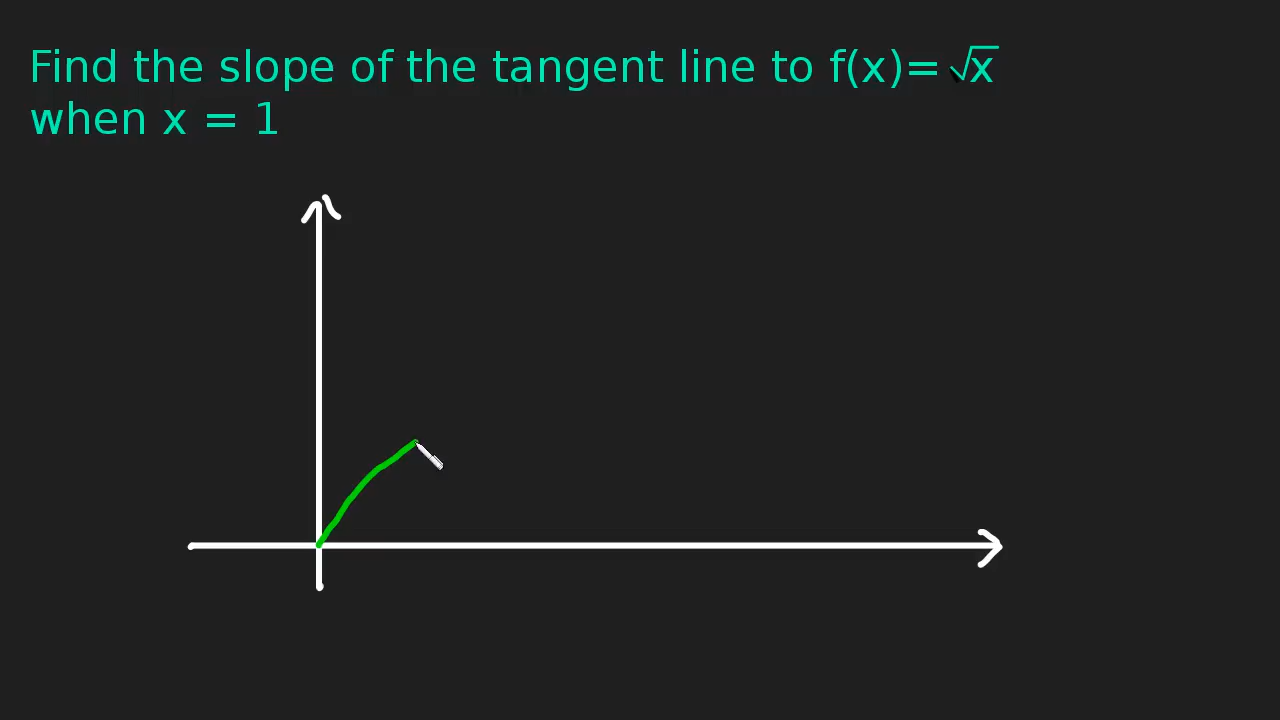 Find the slope of the tangent line to f(x)=√x
when x = 1